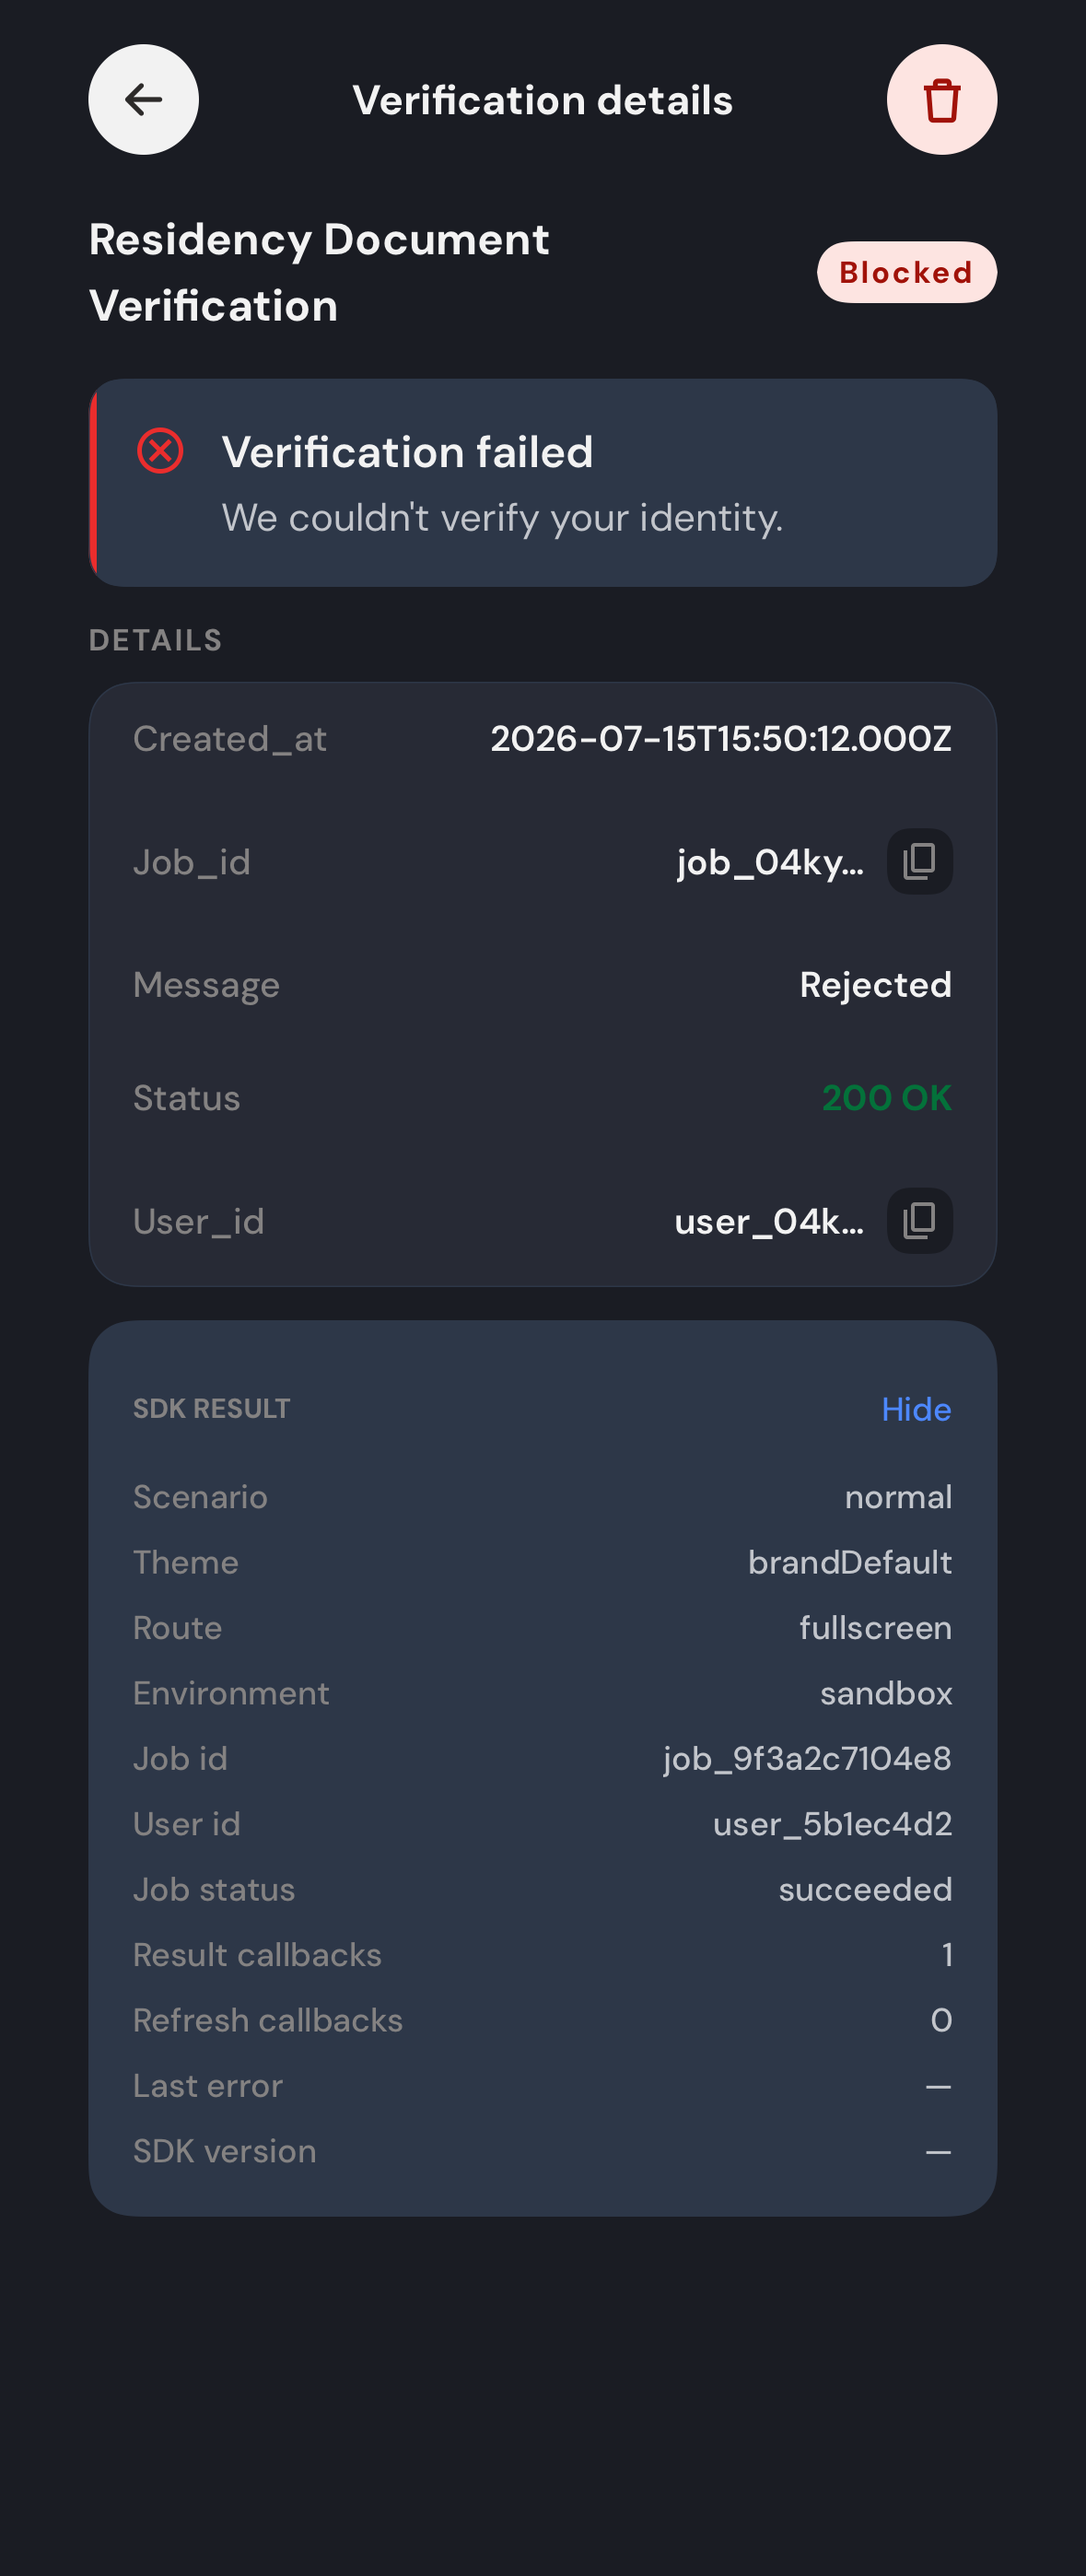 Verification details
Residency Document
Verification
Blocked
Verification failed
We couldn't verify your identity.
DETAILS
Created_at 2026-07-15T15:50:12.000Z
Job_id job_04ky...
Message Rejected
Status 200 OK
User_id user_04k...
SDK RESULT Hide
Scenario normal
Theme brandDefault
Route fullscreen
Environment sandbox
Job id job_9f3a2c7104e8
User id user_5b1ec4d2
Job status succeeded
Result callbacks 1
Refresh callbacks 0
Last error —
SDK version —